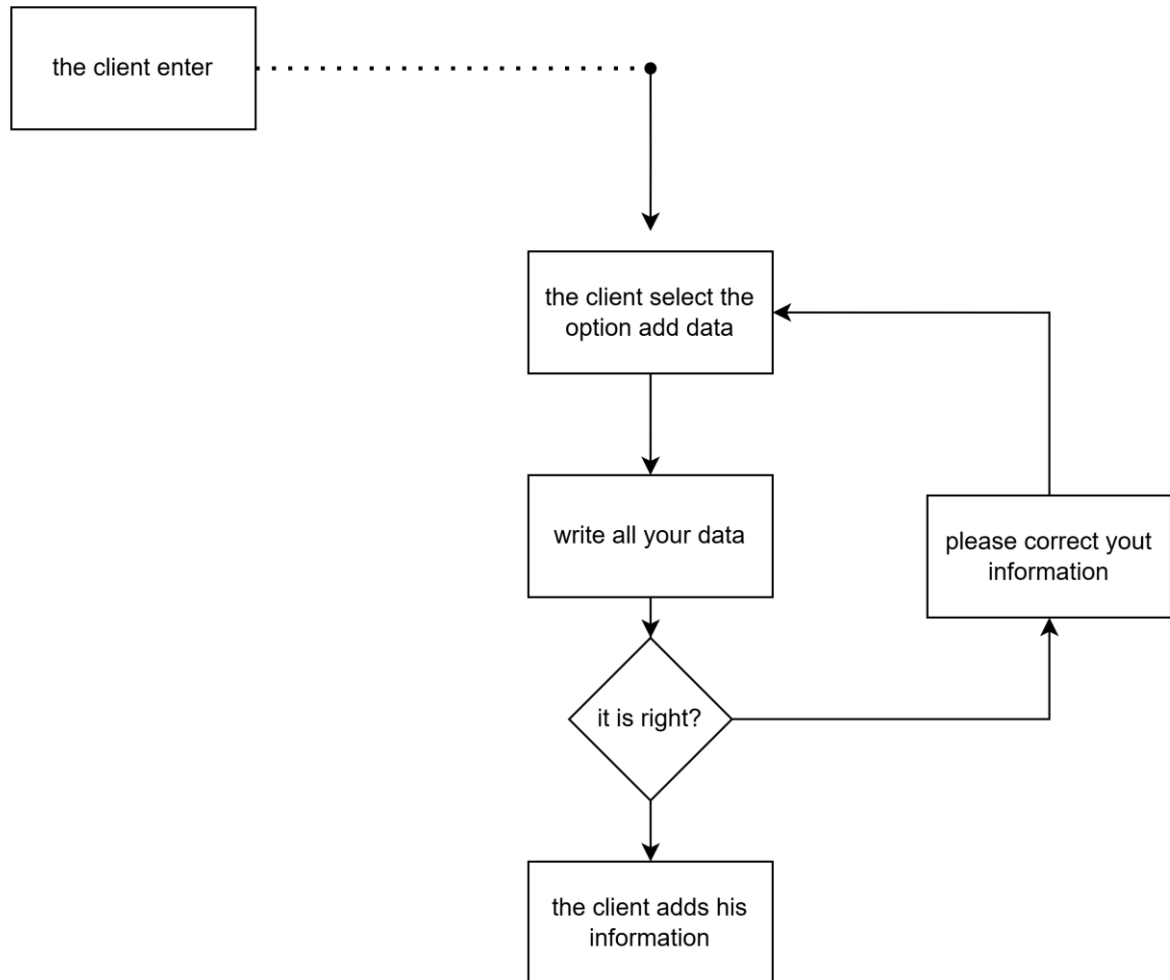 the client enter
the client select the
option add data
write all your data
please correct yout
information
it is right?
the client adds his
information